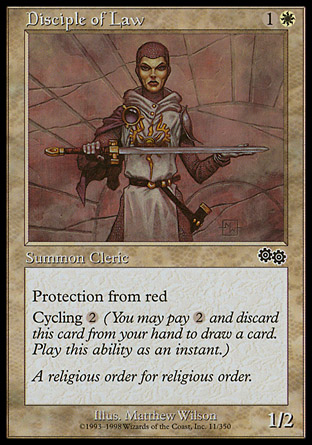 Disciple of Law 1
Summon Cleric
Protection from red
Cycling 2 (You may pay 2 and discard
this card from your hand to draw a card.
Play this ability as an instant.)
A religious order for religious order.
Illus. Matthew Wilson
©1993-1998 Wizards of the Coast, Inc. 11/350
1/2